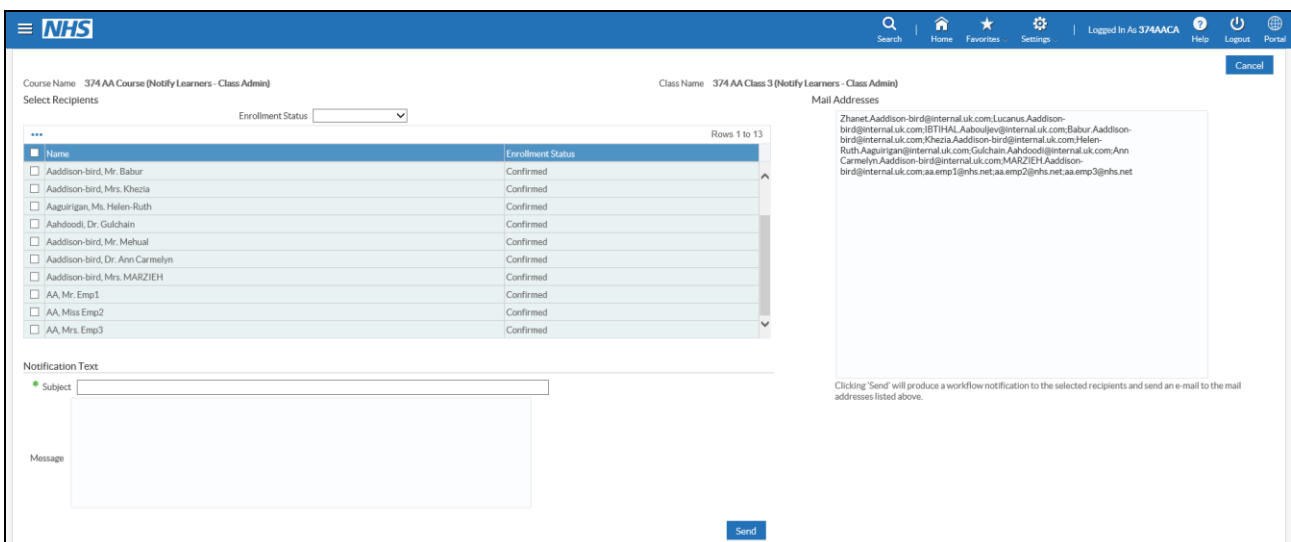 NHS
Search
Home
Favorites
Settings
Logged In As 374AACA
Help
Logout
Portal
Cancel
Course Name 374 AA Course (Notify Learners - Class Admin)
Class Name 374 AA Class 3 (Notify Learners - Class Admin)
Select Recipients
Enrollment Status
Rows 1 to 13
Name Enrollment Status
Aaddison-bird, Mr. Babur Confirmed
Aaddison-bird, Mrs. Khezia Confirmed
Aaguirigan, Ms. Helen-Ruth Confirmed
Aahdoodi, Dr. Gulchain Confirmed
Aaddison-bird, Mr. Mehual Confirmed
Aaddison-bird, Dr. Ann Carmelyn Confirmed
Aaddison-bird, Mrs. MARZIEH Confirmed
AA, Mr. Emp1 Confirmed
AA, Miss Emp2 Confirmed
AA, Mrs. Emp3 Confirmed
Mail Addresses
Zhanet.Aaddison-bird@internal.uk.com;Lucanus.Aaddison-
bird@internal.uk.com;IBTIHAL.Aabouljev@internal.uk.com;Babur.Aaddison-
bird@internal.uk.com;Khezia.Aaddison-bird@internal.uk.com;Helen-
Ruth.Aaguirigan@internal.uk.com;Gulchain.Aahdoodi@internal.uk.com;Ann
Carmelyn.Aaddison-bird@internal.uk.com;MARZIEH.Aaddison-
bird@internal.uk.com;aa.emp1@nhs.net;aa.emp2@nhs.net;aa.emp3@nhs.net
Clicking 'Send' will produce a workflow notification to the selected recipients and send an e-mail to the mail
addresses listed above.
Notification Text
* Subject
Message
Send